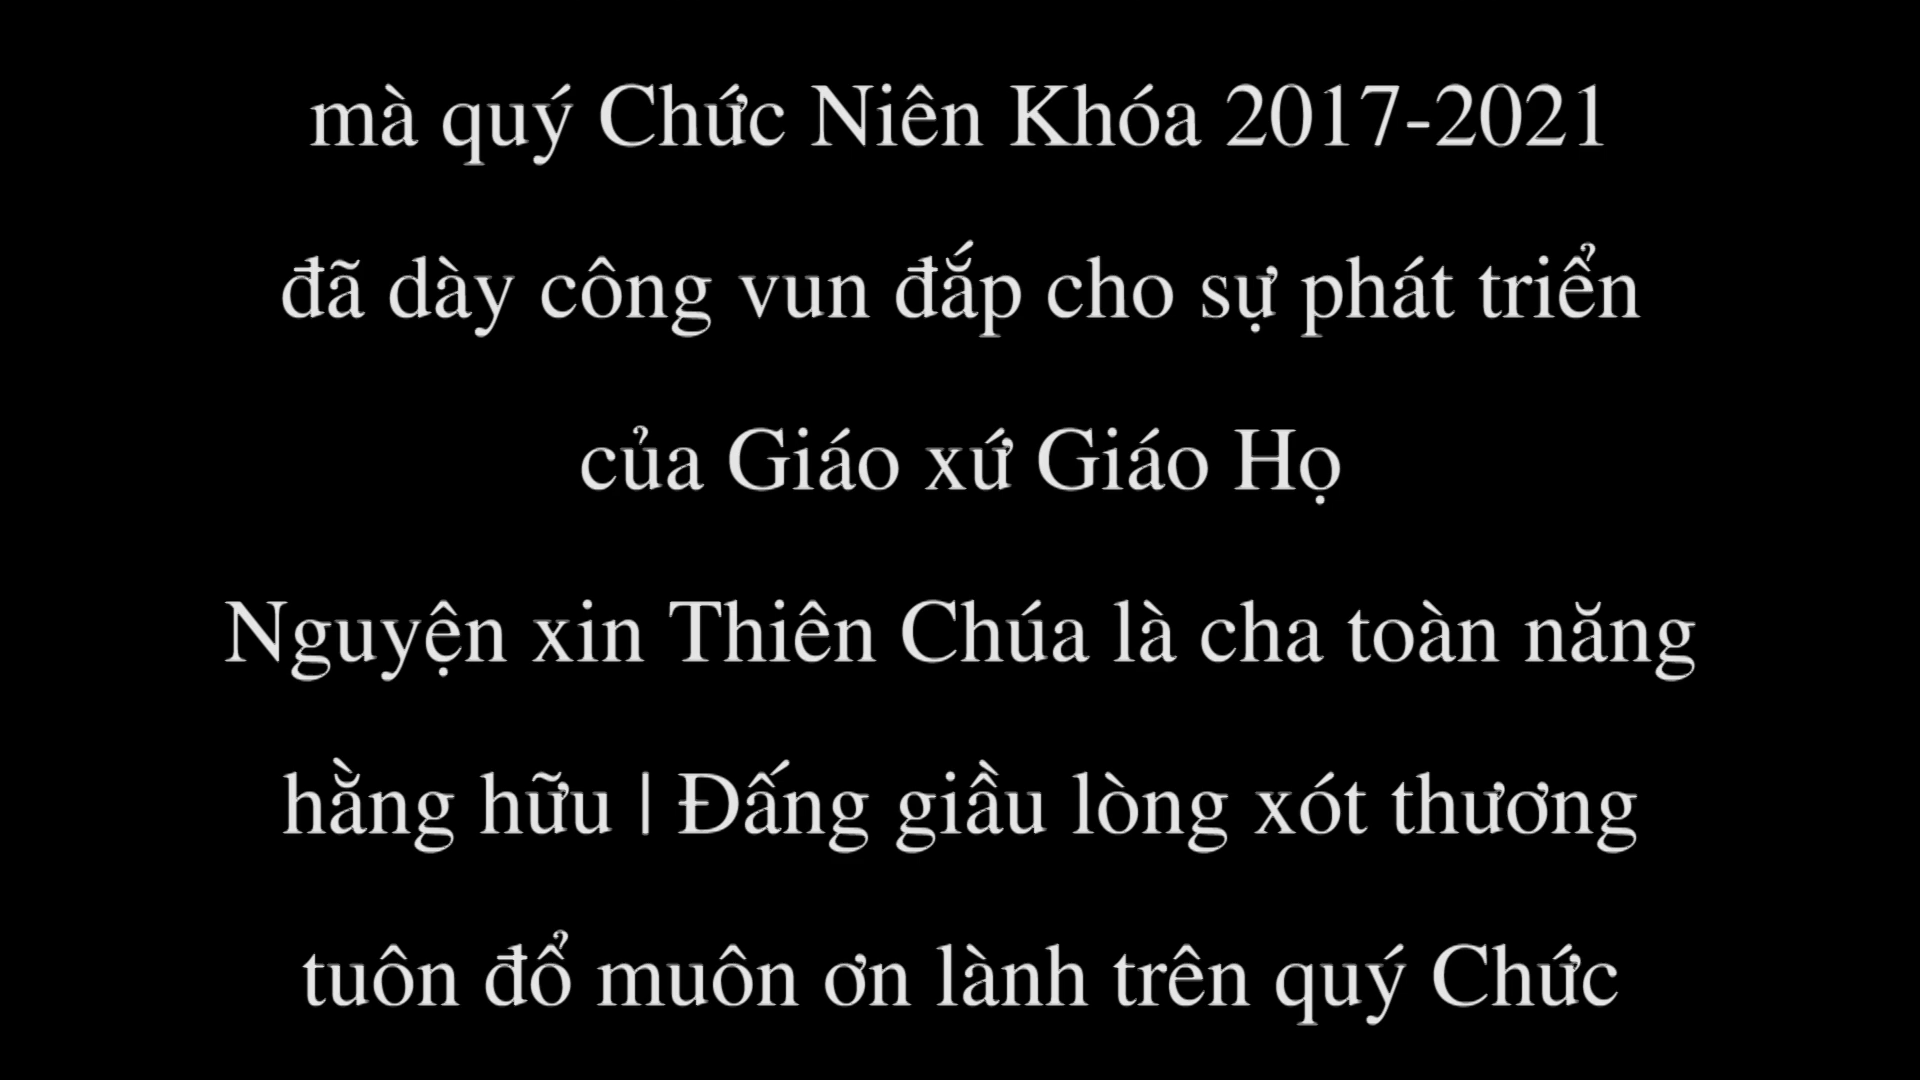 mà quý Chức Niên Khóa 2017-2021
đã dày công vun đắp cho sự phát triển
của Giáo xứ Giáo Họ
Nguyện xin Thiên Chúa là cha toàn năng
hằng hữu | Đấng giầu lòng xót thương
tuôn đổ muôn ơn lành trên quý Chức